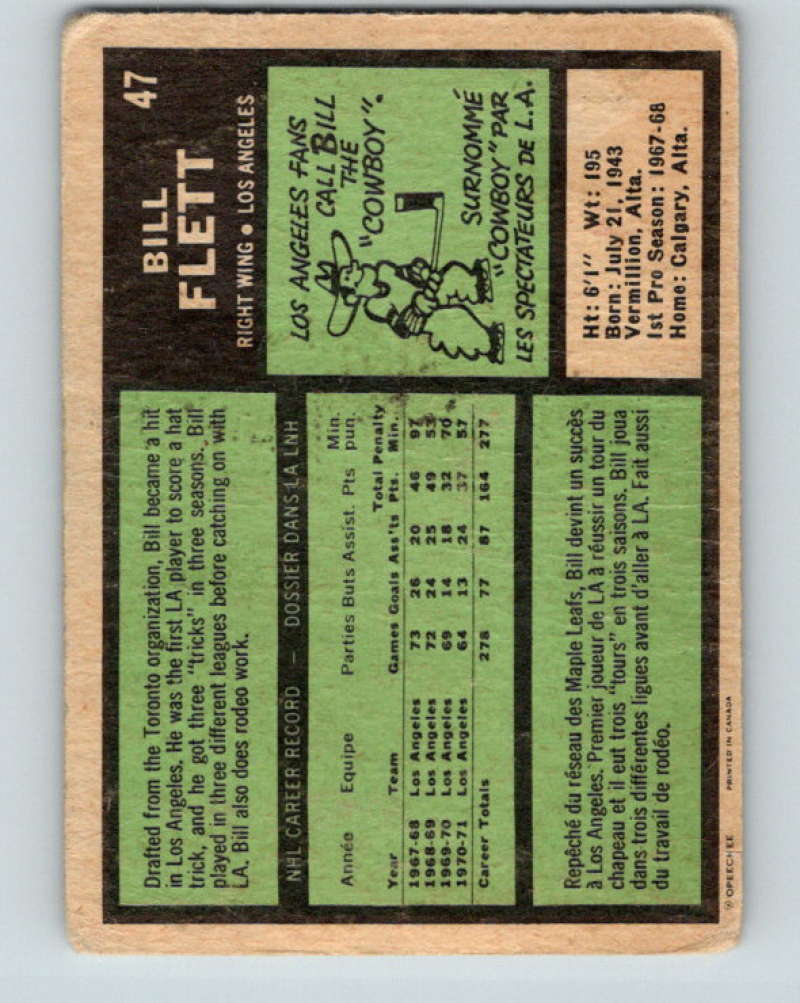 47
BILL
FLETT
RIGHT WING • LOS ANGELES
Drafted from the Toronto organization, Bill became a hit
in Los Angeles. He was the first LA player to score a hat
trick, and he got three "tricks" in three seasons. Bill
played in three different leagues before catching on with
LA. Bill also does rodeo work.
LOS ANGELES FANS
CALL BILL
THE
"COWBOY".
SURNOMMÉ
"COWBOY" PAR
LES SPECTATEURS DE L.A.
NHL CAREER RECORD — DOSSIER DANS LA LNH
Année Equipe Parties Buts Assist. Pts Min. pun.
Total Penalty
Year Team Games Goals Ass'ts Pts. Min.
1967-68 Los Angeles 73 26 20 46 97
1968-69 Los Angeles 72 24 25 49 53
1969-70 Los Angeles 69 14 18 32 70
1970-71 Los Angeles 64 13 24 37 57
Career Totals 278 77 87 164 277
Ht: 6'1" Wt: 195
Born: July 21, 1943
Vermillion, Alta.
1st Pro Season: 1967-68
Home: Calgary, Alta.
Repêché du réseau des Maple Leafs, Bill devint un succès
à Los Angeles. Premier joueur de LA à réussir un tour du
chapeau et il eut trois "tours" en trois saisons. Bill joua
dans trois différentes ligues avant d'aller à LA. Fait aussi
du travail de rodéo.
© OPEECHEE PRINTED IN CANADA